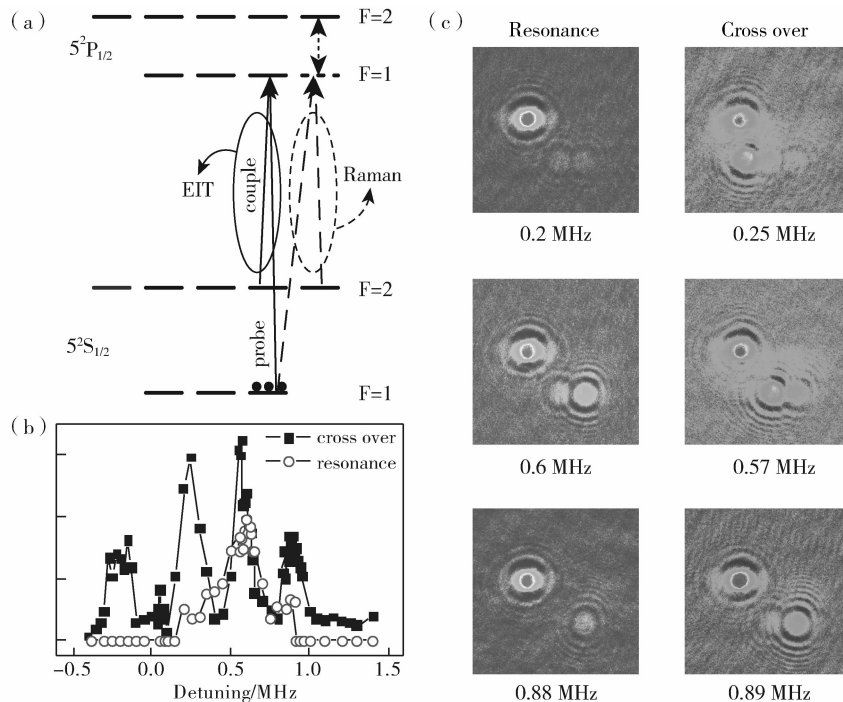 (a)
F=2
5²P₁/₂
F=1
EIT
couple
Raman
F=2
5²S₁/₂
probe
F=1
(b)
cross over
resonance
−0.5 0.0 0.5 1.0 1.5
Detuning/MHz
(c)
Resonance Cross over
0.2 MHz 0.25 MHz
0.6 MHz 0.57 MHz
0.88 MHz 0.89 MHz